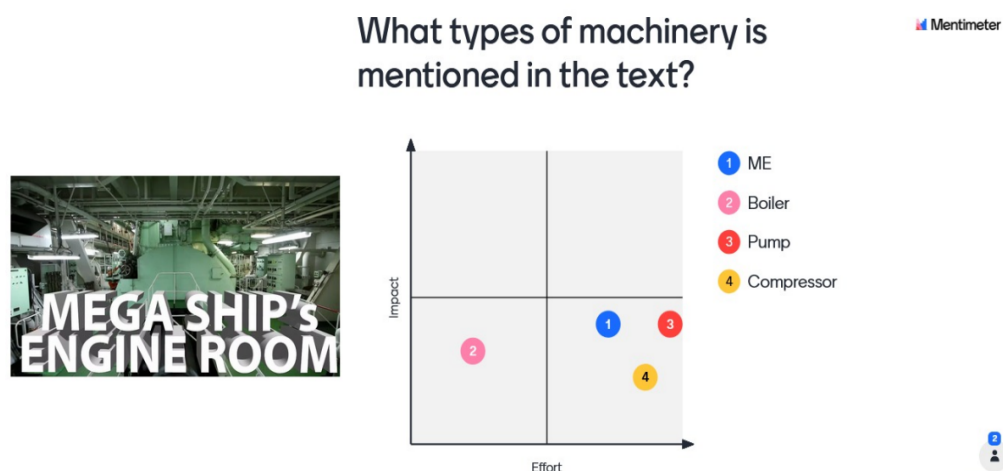 What types of machinery is
mentioned in the text?
Mentimeter
MEGA SHIP's
ENGINE ROOM
Impact
Effort
1
2
3
4
1 ME
2 Boiler
3 Pump
4 Compressor
2